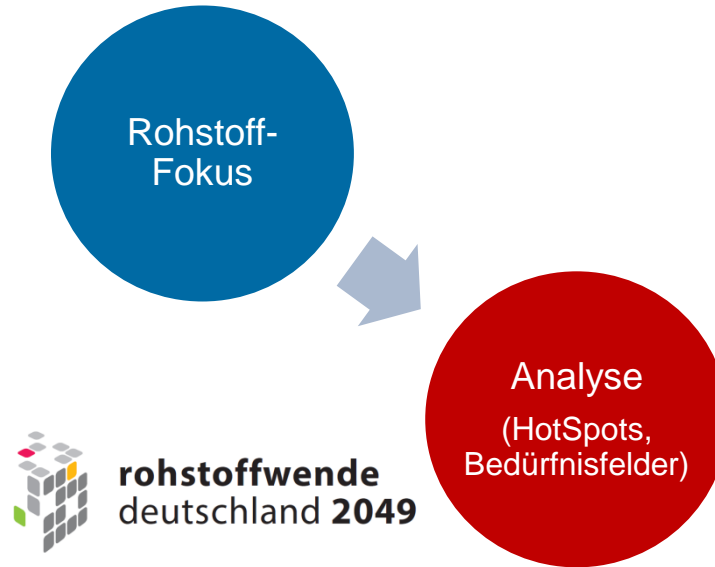 Rohstoff-
Fokus
Analyse
(HotSpots,
Bedürfnisfelder)
rohstoffwende
deutschland 2049